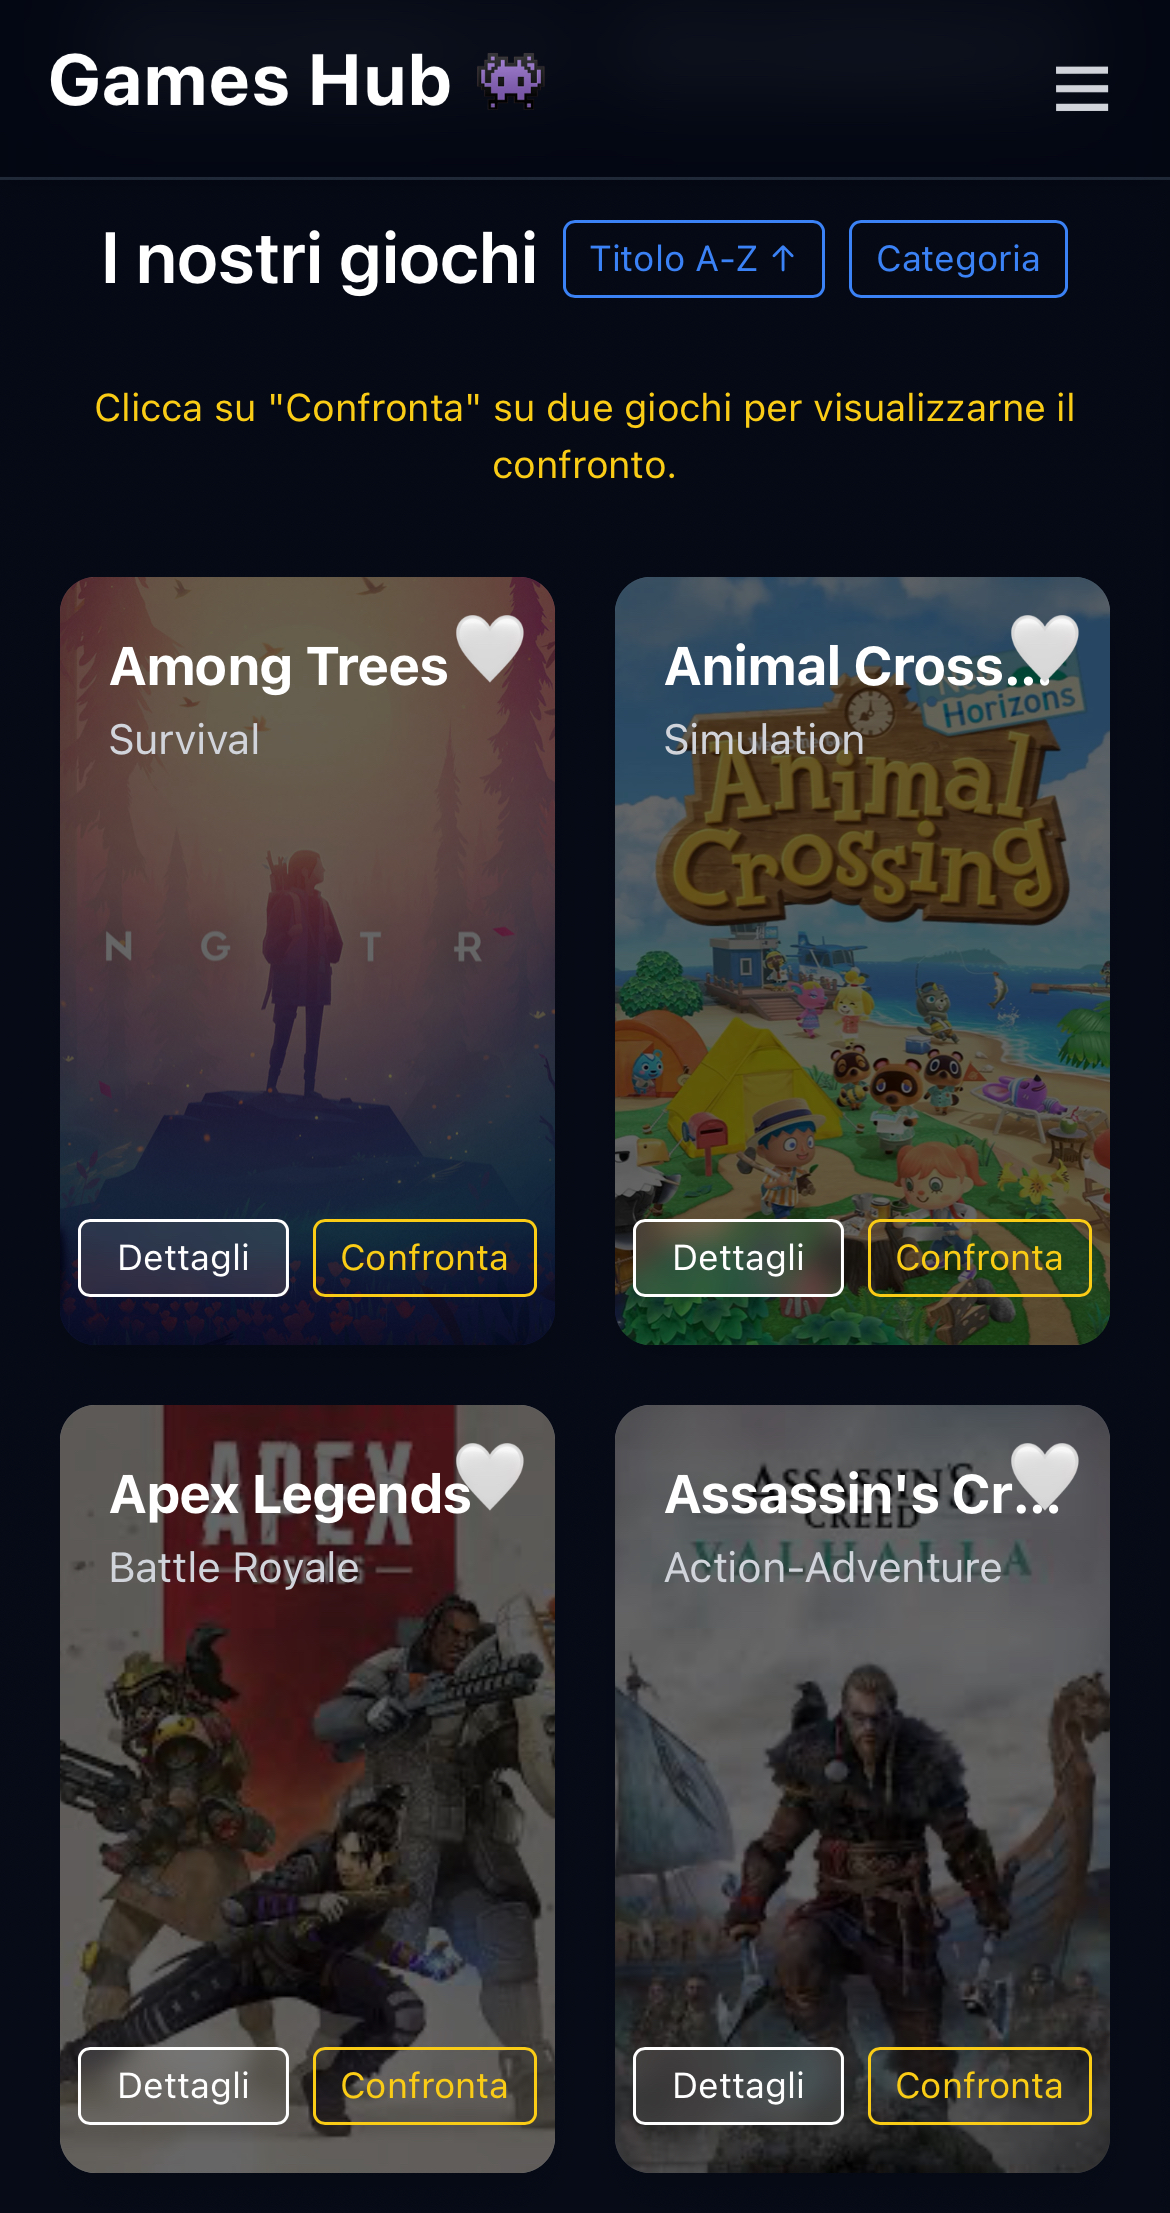 Games Hub
I nostri giochi
Titolo A-Z ↑
Categoria
Clicca su "Confronta" su due giochi per visualizzarne il
confronto.
Among Trees
Survival
N G T R
Dettagli
Confronta
Animal Cross...
Simulation
Horizons
Animal
Crossing
Dettagli
Confronta
Apex Legends
Battle Royale
APEX
Dettagli
Confronta
Assassin's Cr...
Action-Adventure
ASSASSIN'S
CREED
VALHALLA
Dettagli
Confronta